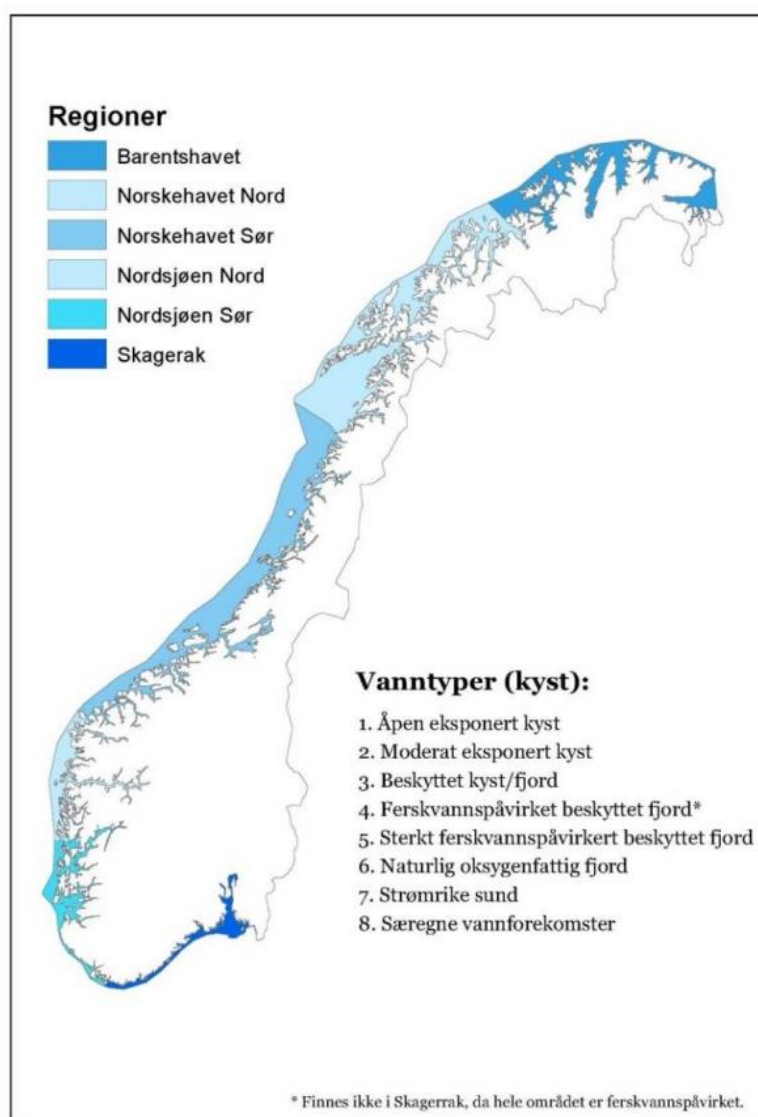 Regioner
Barentshavet
Norskehavet Nord
Norskehavet Sør
Nordsjøen Nord
Nordsjøen Sør
Skagerak
Vanntyper (kyst):
1. Åpen eksponert kyst
2. Moderat eksponert kyst
3. Beskyttet kyst/fjord
4. Ferskvannspåvirket beskyttet fjord*
5. Sterkt ferskvannspåvirkert beskyttet fjord
6. Naturlig oksygenfattig fjord
7. Strømrike sund
8. Særegne vannforekomster
* Finnes ikke i Skagerrak, da hele området er ferskvannspåvirket.